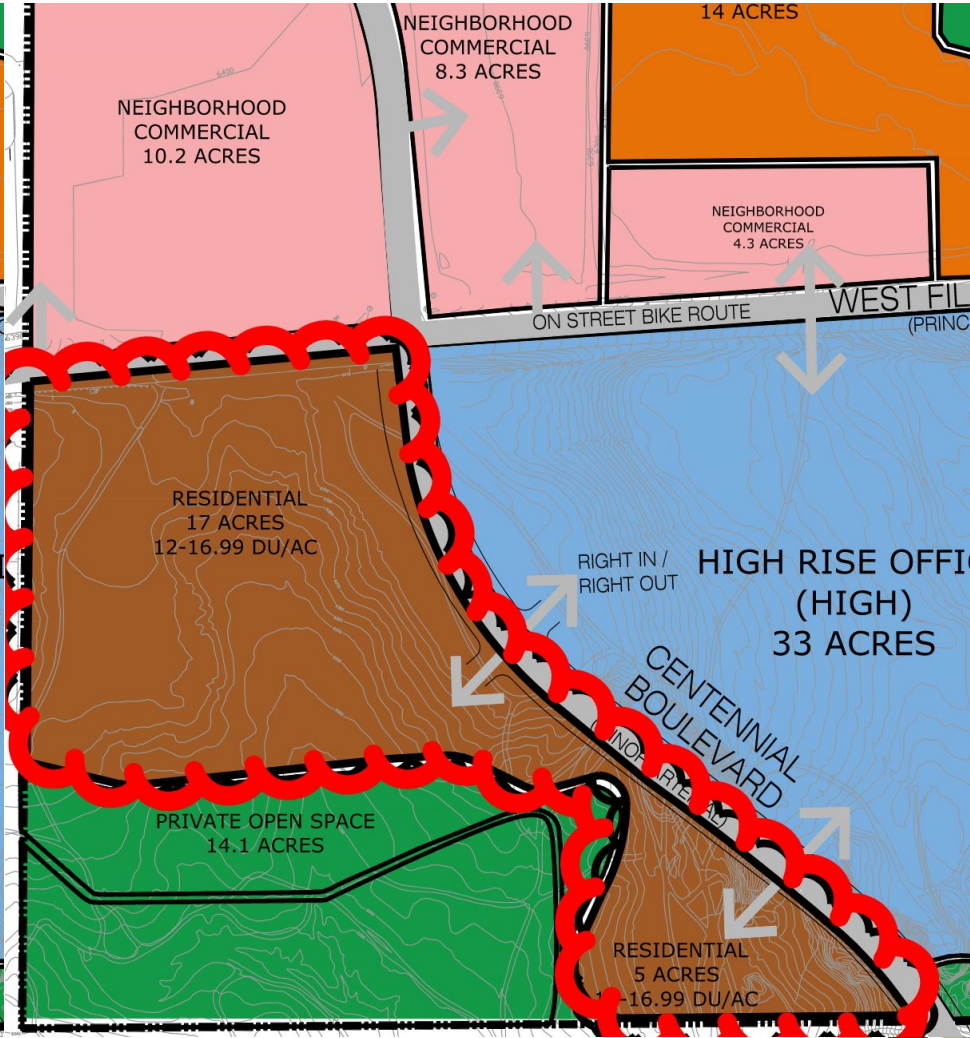 NEIGHBORHOOD
COMMERCIAL
8.3 ACRES
14 ACRES
NEIGHBORHOOD
COMMERCIAL
10.2 ACRES
NEIGHBORHOOD
COMMERCIAL
4.3 ACRES
ON STREET BIKE ROUTE
WEST FIL
(PRINC
RESIDENTIAL
17 ACRES
12-16.99 DU/AC
RIGHT IN /
RIGHT OUT
HIGH RISE OFFIC
(HIGH)
33 ACRES
CENTENNIAL
BOULEVARD
PRIVATE OPEN SPACE
14.1 ACRES
RESIDENTIAL
5 ACRES
-16.99 DU/AC